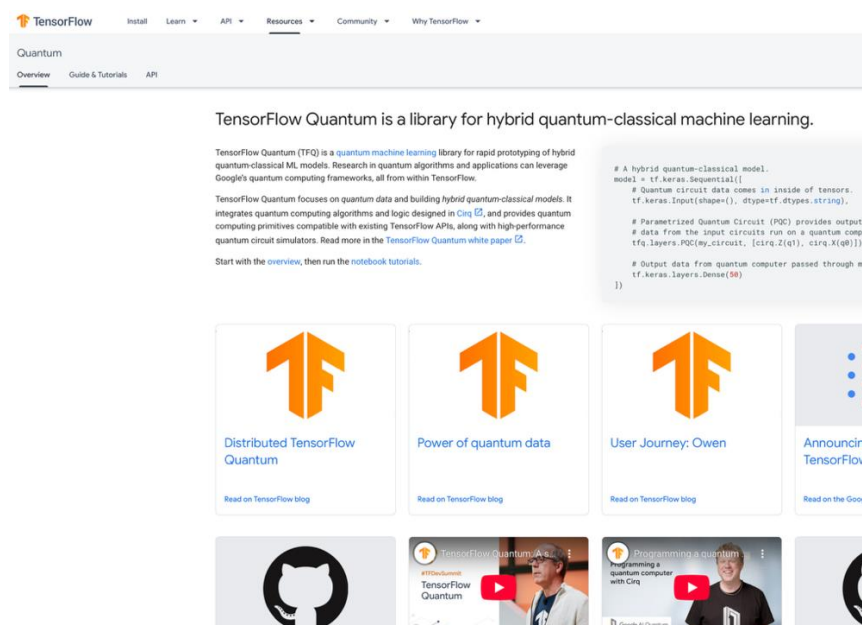 TensorFlow Install Learn API Resources Community Why TensorFlow
Quantum
Overview Guide & Tutorials API
TensorFlow Quantum is a library for hybrid quantum-classical machine learning.
TensorFlow Quantum (TFQ) is a quantum machine learning library for rapid prototyping of hybrid
quantum-classical ML models. Research in quantum algorithms and applications can leverage
Google's quantum computing frameworks, all from within TensorFlow.
TensorFlow Quantum focuses on quantum data and building hybrid quantum-classical models. It
integrates quantum computing algorithms and logic designed in Cirq, and provides quantum
computing primitives compatible with existing TensorFlow APIs, along with high-performance
quantum circuit simulators. Read more in the TensorFlow Quantum white paper.
Start with the overview, then run the notebook tutorials.
# A hybrid quantum-classical model.
model = tf.keras.Sequential([
# Quantum circuit data comes in inside of tensors.
tf.keras.Input(shape=(), dtype=tf.dtypes.string),
# Parametrized Quantum Circuit (PQC) provides output
# data from the input circuits run on a quantum comp
tfq.layers.PQC(my_circuit, [cirq.Z(q1), cirq.X(q0)])
# Output data from quantum computer passed through m
tf.keras.layers.Dense(50)
])
Distributed TensorFlow
Quantum
Read on TensorFlow blog
Power of quantum data
Read on TensorFlow blog
User Journey: Owen
Read on TensorFlow blog
Announcin
TensorFlow
Read on the Goo
TensorFlow Quantum: A s...
#TFDevSummit
TensorFlow
Quantum
Programming a quantum ...
Programming a
quantum computer
with Cirq
Google AI Quantum